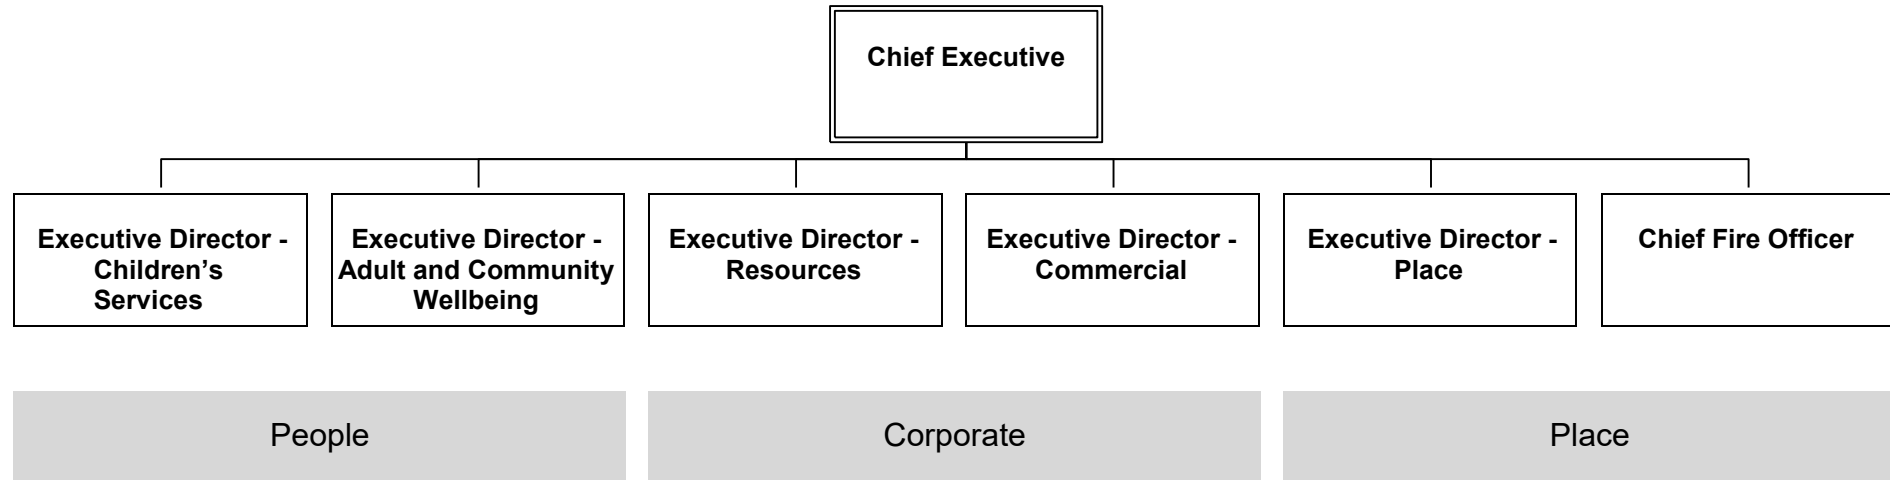 Chief Executive
Executive Director -
Children’s
Services
Executive Director -
Adult and Community
Wellbeing
Executive Director -
Resources
Executive Director -
Commercial
Executive Director -
Place
Chief Fire Officer
People
Corporate
Place